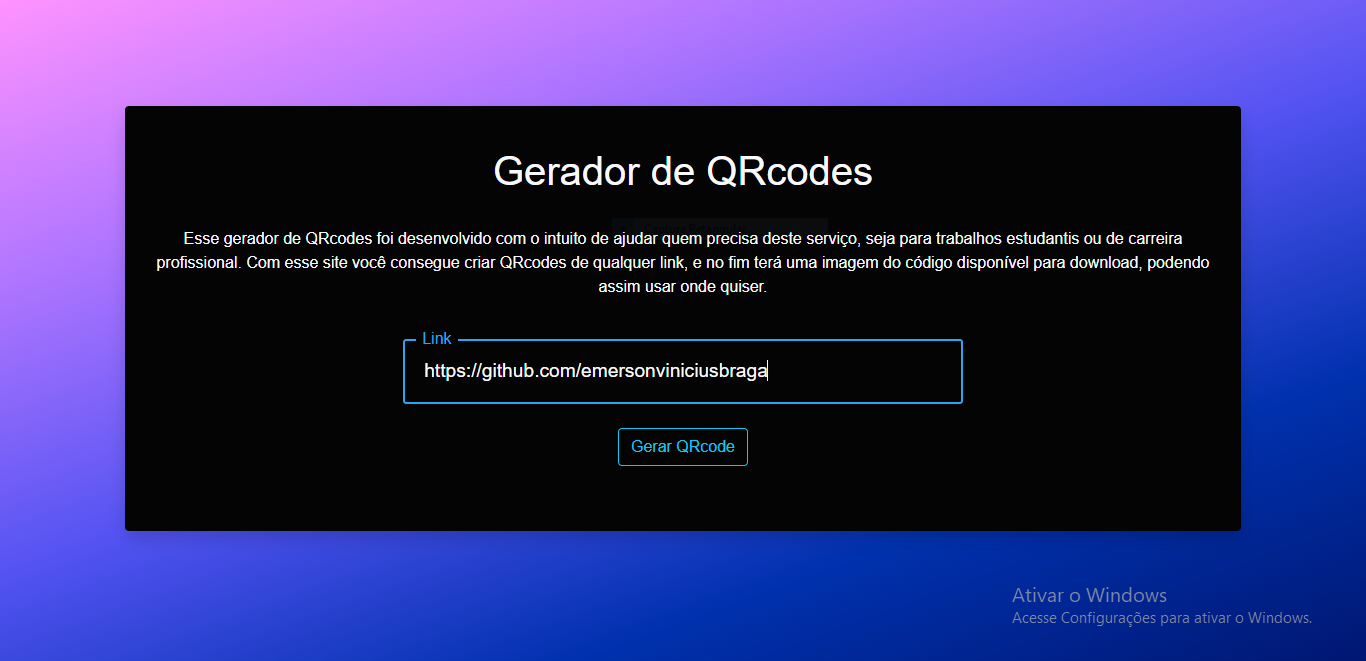 Gerador de QRcodes
Esse gerador de QRcodes foi desenvolvido com o intuito de ajudar quem precisa deste serviço, seja para trabalhos estudantis ou de carreira
profissional. Com esse site você consegue criar QRcodes de qualquer link, e no fim terá uma imagem do código disponível para download, podendo
assim usar onde quiser.
Link
https://github.com/emersonviniciusbraga
Gerar QRcode
Ativar o Windows
Acesse Configurações para ativar o Windows.